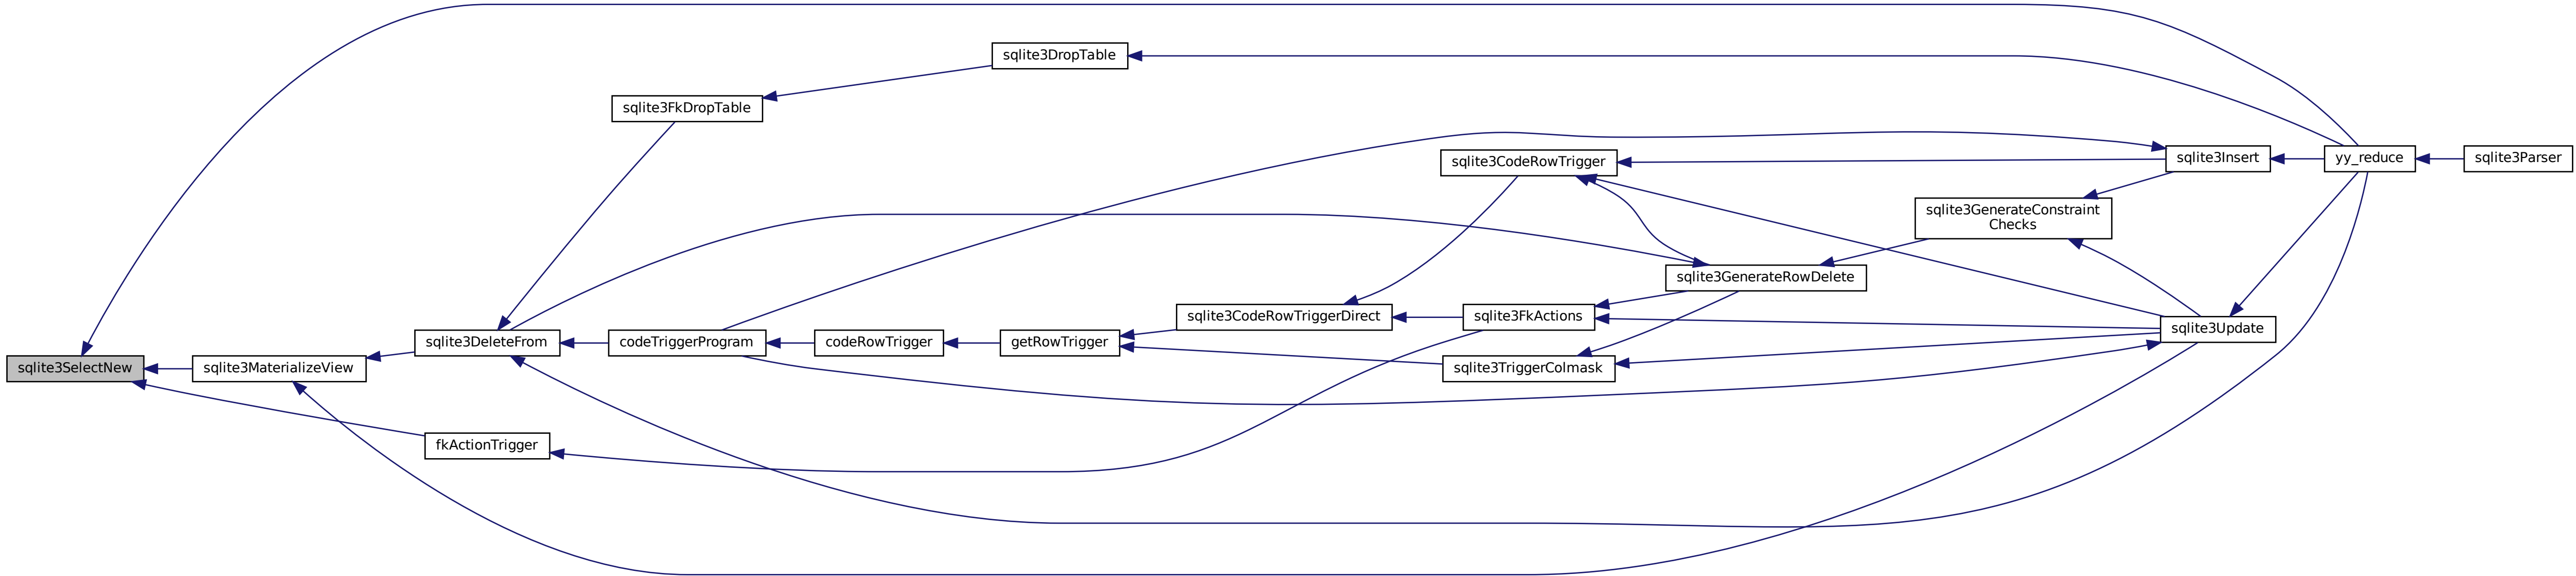 sqlite3DropTable
sqlite3FkDropTable
sqlite3CodeRowTrigger
sqlite3Insert
yy_reduce
sqlite3Parser
sqlite3GenerateConstraint
Checks
sqlite3GenerateRowDelete
sqlite3CodeRowTriggerDirect
sqlite3FkActions
sqlite3Update
sqlite3DeleteFrom
codeTriggerProgram
codeRowTrigger
getRowTrigger
sqlite3SelectNew
sqlite3MaterializeView
sqlite3TriggerColmask
fkActionTrigger